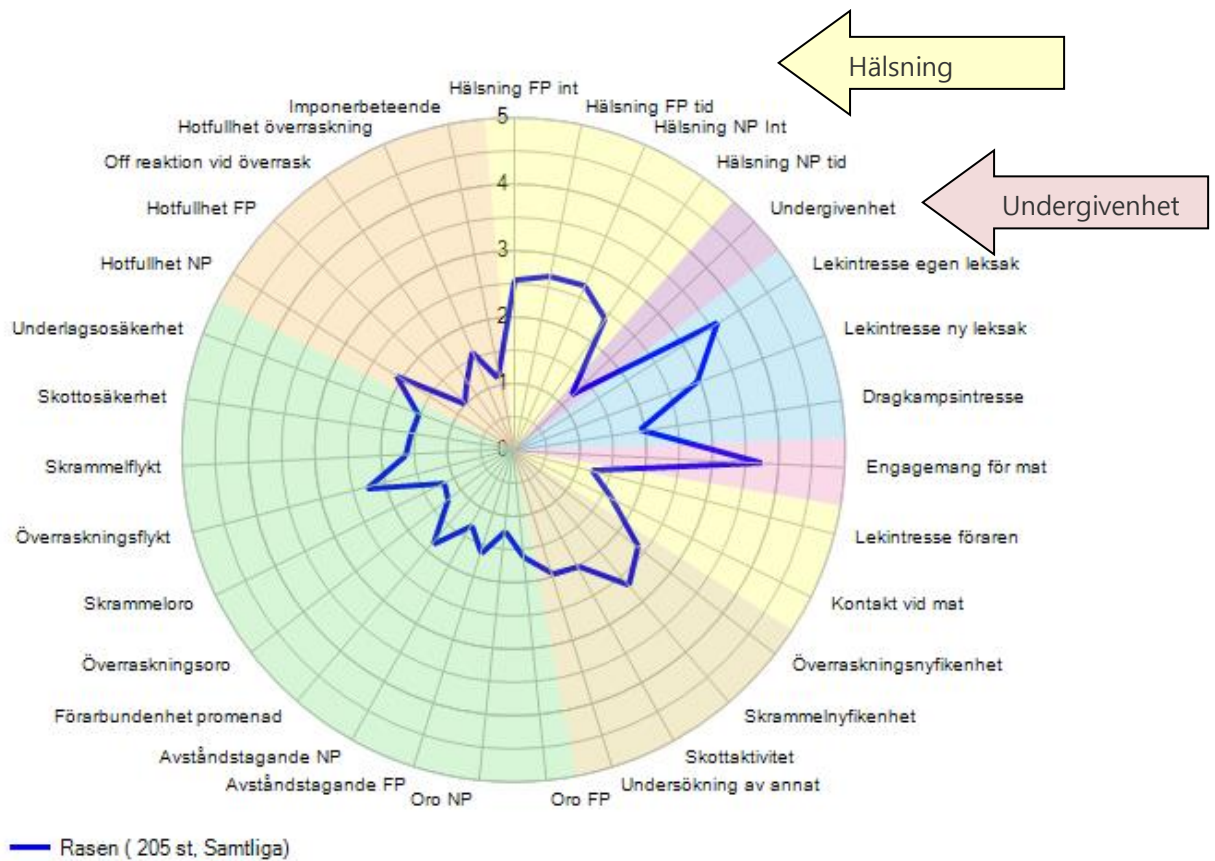 Hälsning
Undergivenhet
Hälsning FP int
Hälsning FP tid
Hälsning NP Int
Hälsning NP tid
Undergivenhet
Lekintresse egen leksak
Lekintresse ny leksak
Dragkampsintresse
Engagemang för mat
Lekintresse föraren
Kontakt vid mat
Överraskningsnyfikenhet
Skrammelnyfikenhet
Skottaktivitet
Undersökning av annat
Oro FP
Oro NP
Avståndstagande FP
Avståndstagande NP
Förarbundenhet promenad
Överraskningsoro
Skrammeloro
Överraskningsflykt
Skrammelflykt
Skottosäkerhet
Underlagsosäkerhet
Hotfullhet NP
Hotfullhet FP
Off reaktion vid överrask
Hotfullhet överraskning
Imponerbeteende
5
4
3
2
1
0
Rasen ( 205 st, Samtliga)